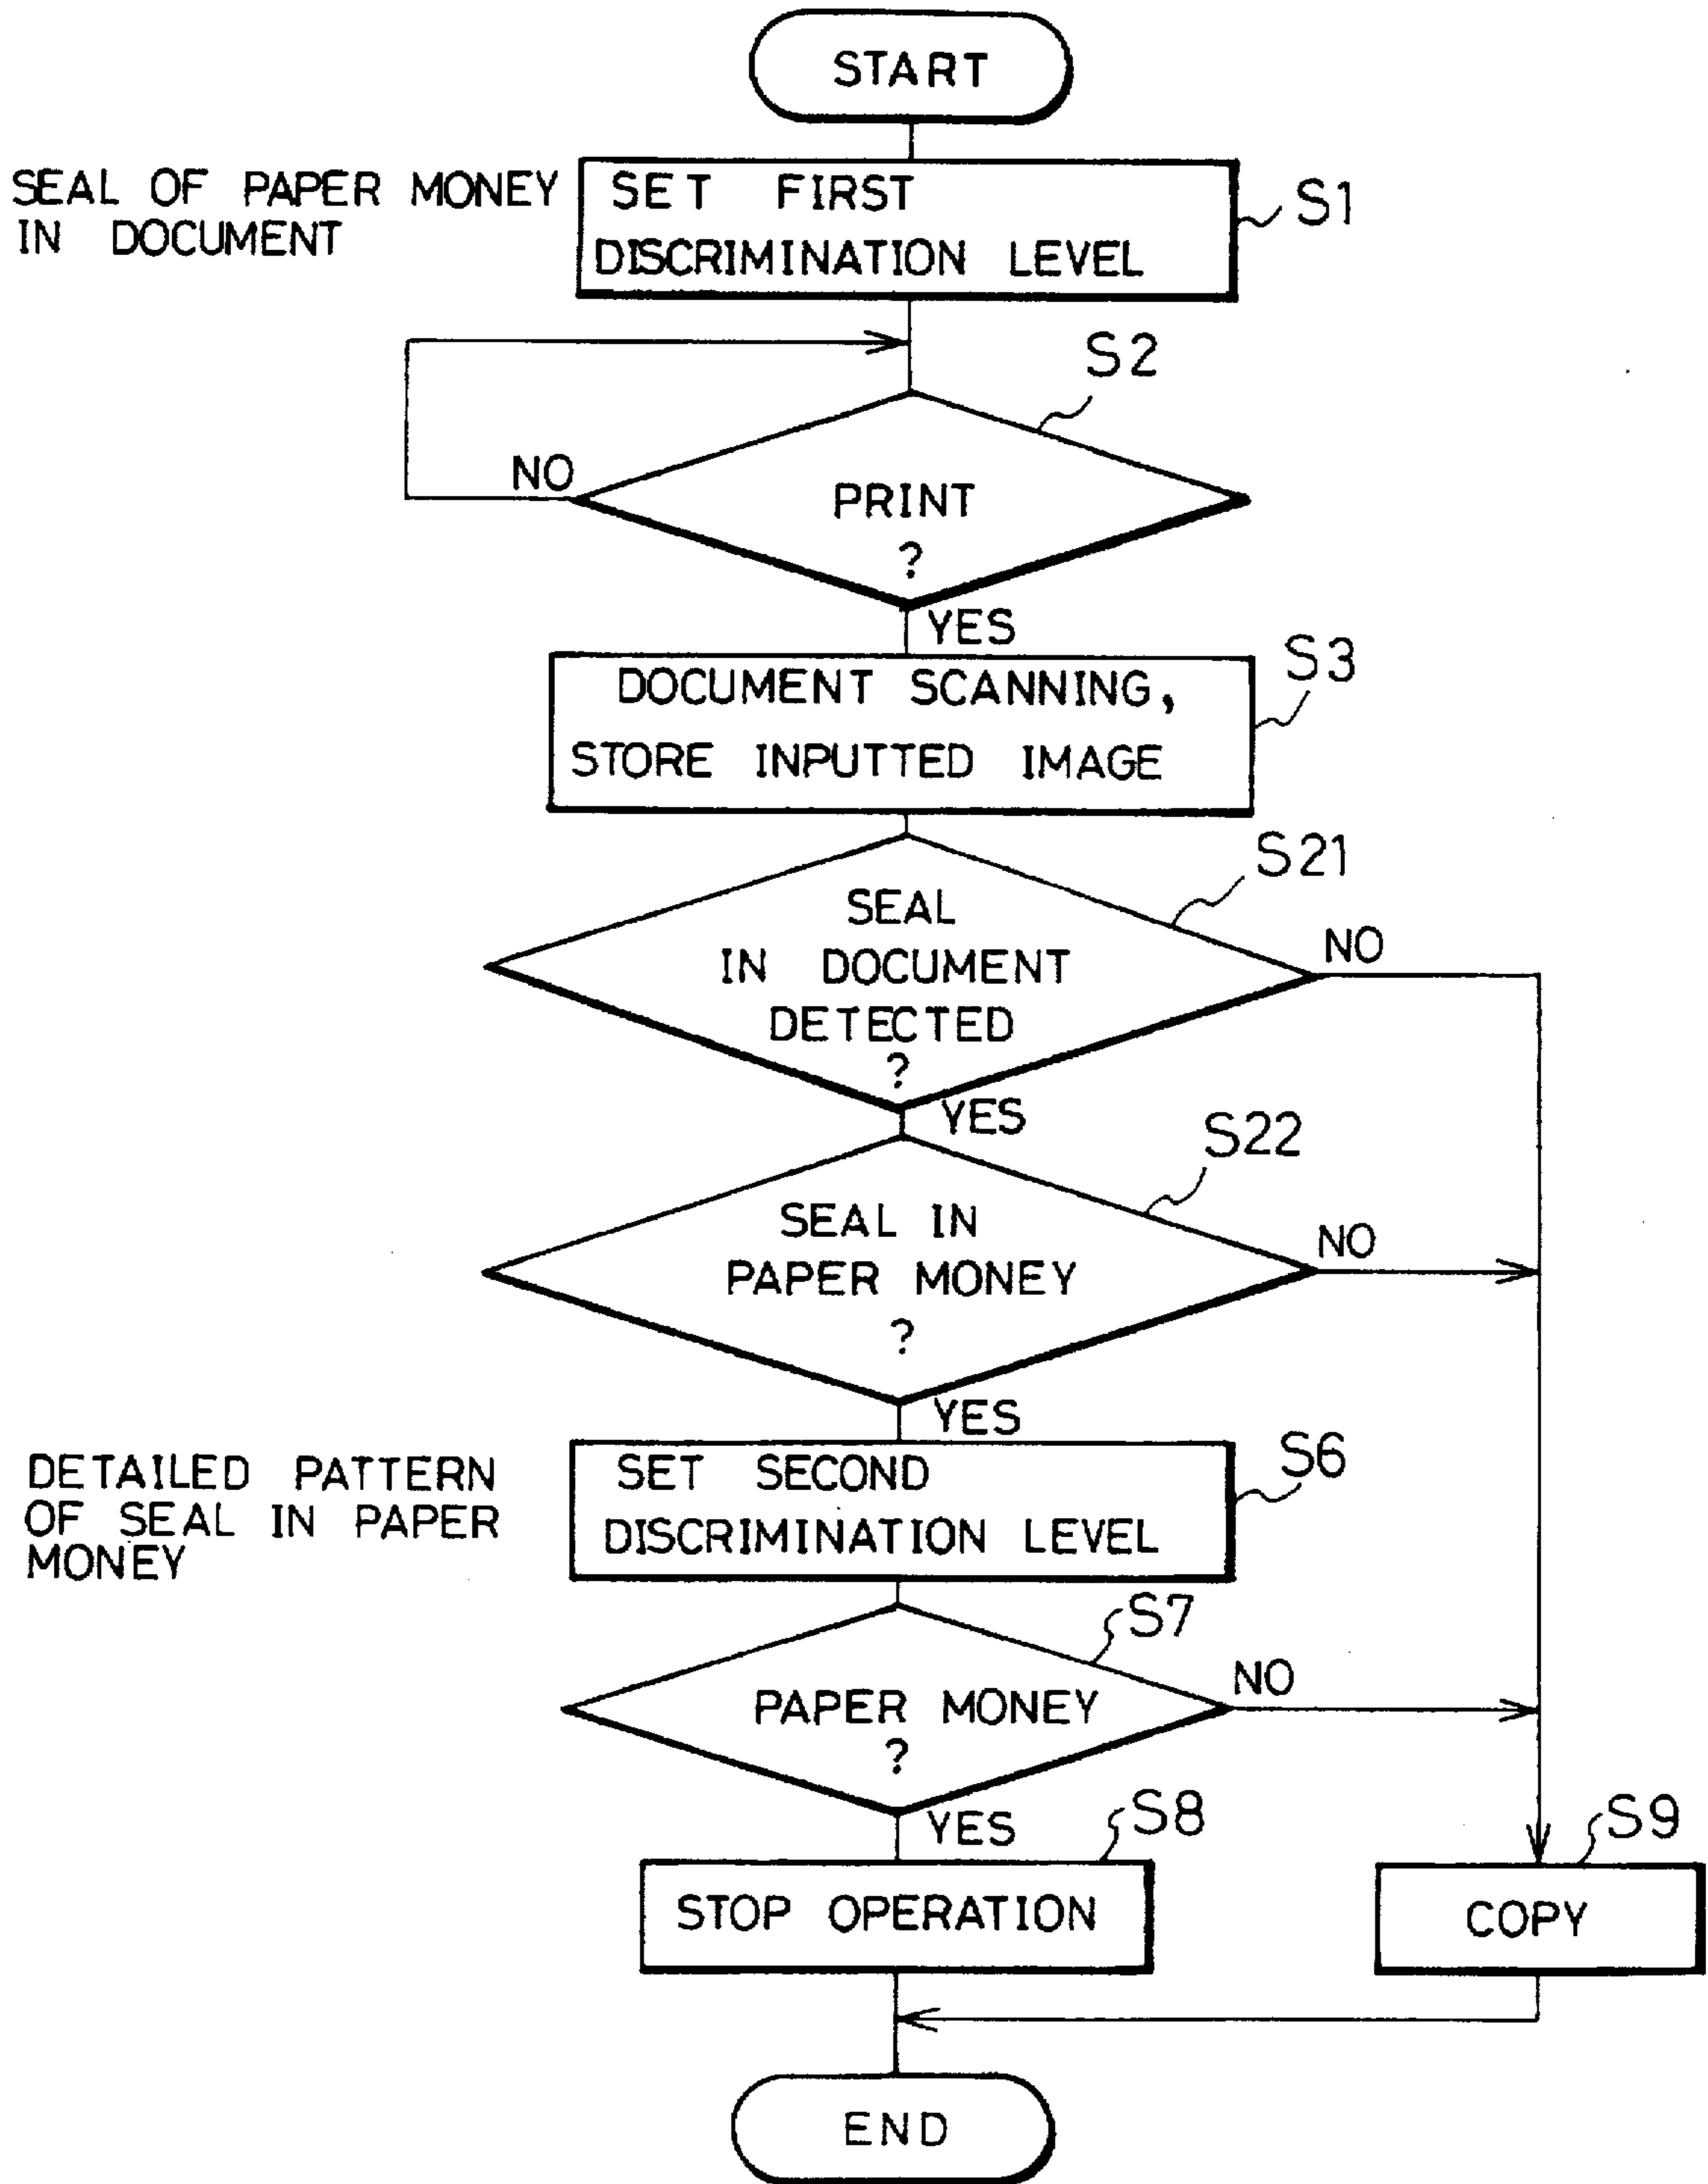 START
SEAL OF PAPER MONEY
IN DOCUMENT
SET FIRST
DISCRIMINATION LEVEL
S1
S2
NO
PRINT
?
YES
S3
DOCUMENT SCANNING,
STORE INPUTTED IMAGE
S21
SEAL
IN DOCUMENT
DETECTED
?
NO
YES
S22
SEAL IN
PAPER MONEY
?
NO
YES
DETAILED PATTERN
OF SEAL IN PAPER
MONEY
SET SECOND
DISCRIMINATION LEVEL
S6
S7
PAPER MONEY
?
NO
YES
S8
STOP OPERATION
S9
COPY
END